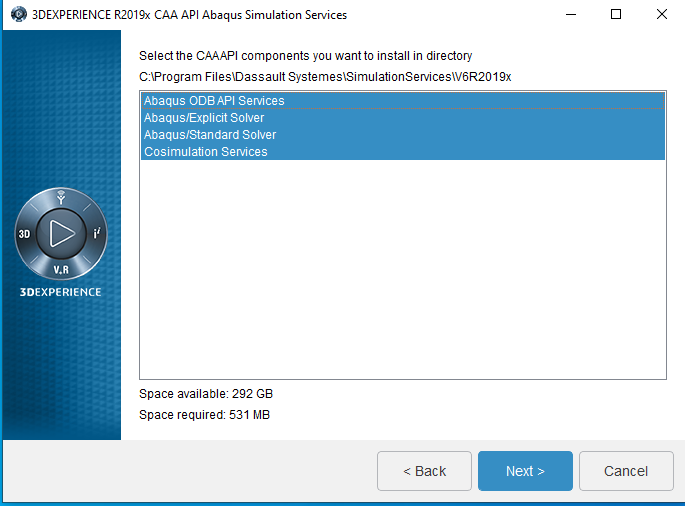 3DEXPERIENCE R2019x CAA API Abaqus Simulation Services
Select the CAAAPI components you want to install in directory
C:\Program Files\Dassault Systemes\SimulationServices\V6R2019x
Abaqus ODB API Services
Abaqus/Explicit Solver
Abaqus/Standard Solver
Cosimulation Services
3D
i²
V.R
3DEXPERIENCE
Space available: 292 GB
Space required: 531 MB
< Back
Next >
Cancel